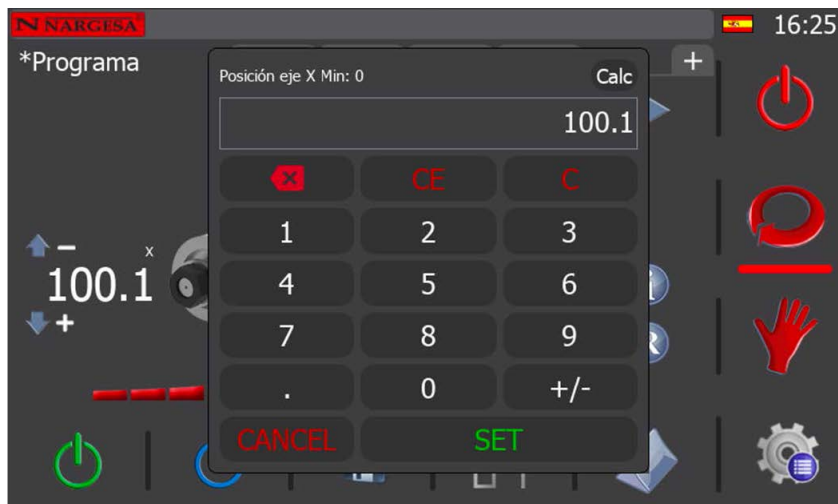 N NARGESA
16:25
*Programa
+
Posición eje X Min: 0
Calc
100.1
CE
C
1
2
3
4
5
6
7
8
9
.
0
+/-
CANCEL
SET
−
x
100.1
+